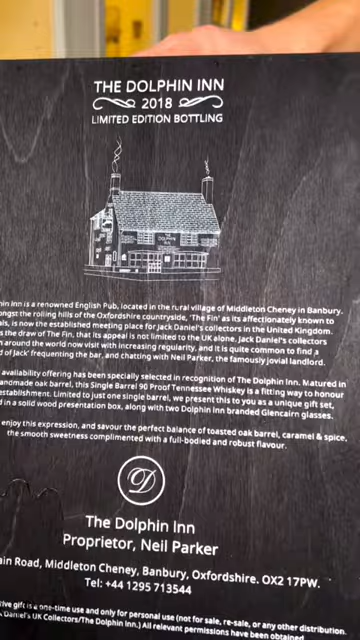 THE DOLPHIN INN
2018
LIMITED EDITION BOTTLING
Inn is a renowned English Pub, located in the rural village of Middleton Cheney in Banbury.
the rolling hills of the Oxfordshire countryside, 'The Fin' as its affectionately known to
is now the established meeting place for Jack Daniel's collectors in the United Kingdom.
is the draw of The Fin, that its appeal is not limited to the UK alone. Jack Daniel's collectors
around the world now visit with increasing regularity, and it is quite common to find a
of Jack' frequenting the bar, and chatting with Neil Parker, the famously jovial landlord.
availability offering has been specially selected in recognition of The Dolphin Inn. Matured in
oak barrel, this Single Barrel 90 Proof Tennessee Whiskey is a fitting way to honour
establishment. Limited to just one single barrel, we present this to you as a unique gift set,
in a solid wood presentation box, along with two Dolphin Inn branded Glencairn glasses.
enjoy this expression, and savour the perfect balance of toasted oak barrel, caramel & spice,
the smooth sweetness complimented with a full-bodied and robust flavour.
D
The Dolphin Inn
Proprietor, Neil Parker
Road, Middleton Cheney, Banbury, Oxfordshire. OX2 17PW.
Tel: +44 1295 713544
gift is a one-time use and only for personal use (not for sale, re-sale, or any other distribution.
Daniel's UK Collectors/The Dolphin Inn.) All relevant permissions have been obtained